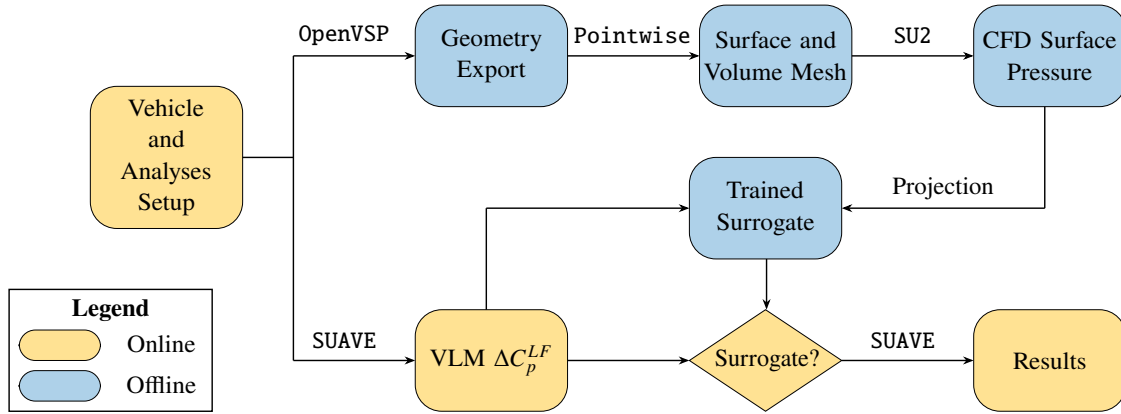 OpenVSP
Geometry
Export
Pointwise
Surface and
Volume Mesh
SU2
CFD Surface
Pressure
Vehicle
and
Analyses
Setup
Trained
Surrogate
Projection
Legend
Online
Offline
SUAVE
VLM ΔC_p^{LF}
Surrogate?
SUAVE
Results